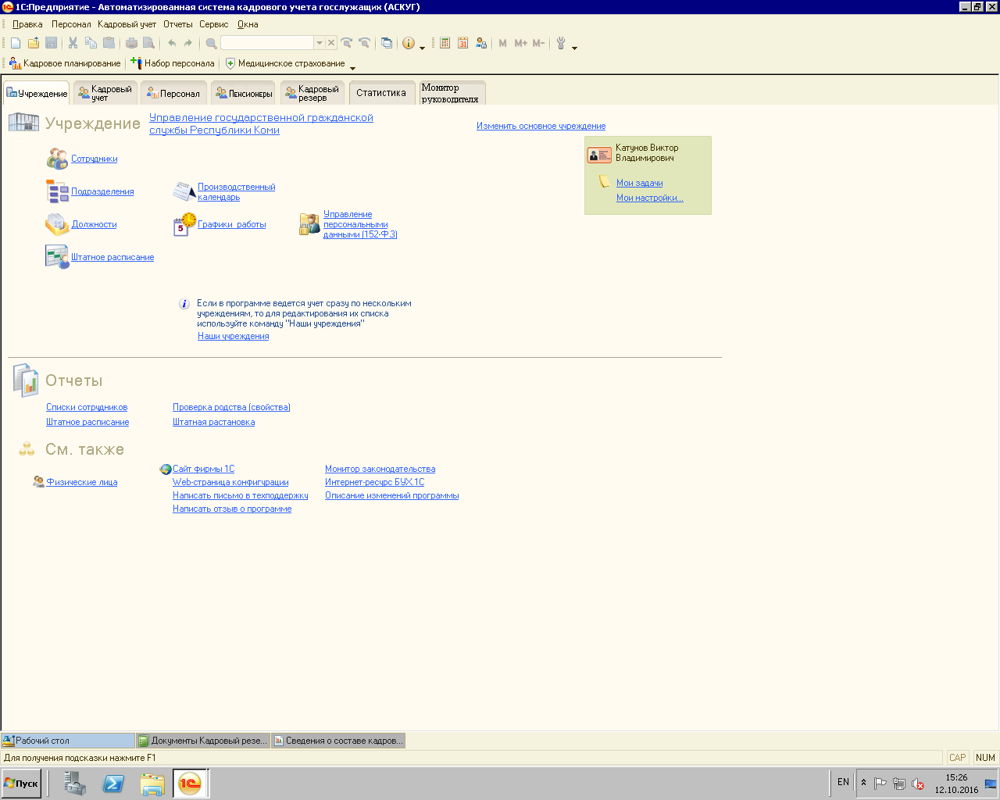 1С:Предприятие - Автоматизированная система кадрового учета госслужащих (АСКУГ)
Правка Персонал Кадровый учет Отчеты Сервис Окна
31 M M+ M-
Кадровое планирование Набор персонала Медицинское страхование
Учреждение Кадровый учет Персонал Пенсионеры Кадровый резерв Статистика Монитор руководителя
Учреждение
Управление государственной гражданской
службы Республики Коми
Изменить основное учреждение
Катунов Виктор
Владимирович
Мои задачи
Мои настройки...
Сотрудники
Подразделения
Производственный
календарь
Должности
5
Графики работы
Управление
персональными
данными (152-ФЗ)
Штатное расписание
Если в программе ведется учет сразу по нескольким
учреждениям, то для редактирования их списка
используйте команду "Наши учреждения"
Наши учреждения
Отчеты
Списки сотрудников Проверка родства (свойства)
Штатное расписание Штатная растановка
См. также
Физические лица
Сайт фирмы 1С Монитор законодательства
Web-страница конфигурации Интернет-ресурс БУХ.1С
Написать письмо в техподдержку Описание изменений программы
Написать отзыв о программе
Рабочий стол Документы Кадровый резе... Сведения о составе кадров...
Для получения подсказки нажмите F1 CAP NUM
Пуск 1С EN 15:26
12.10.2016